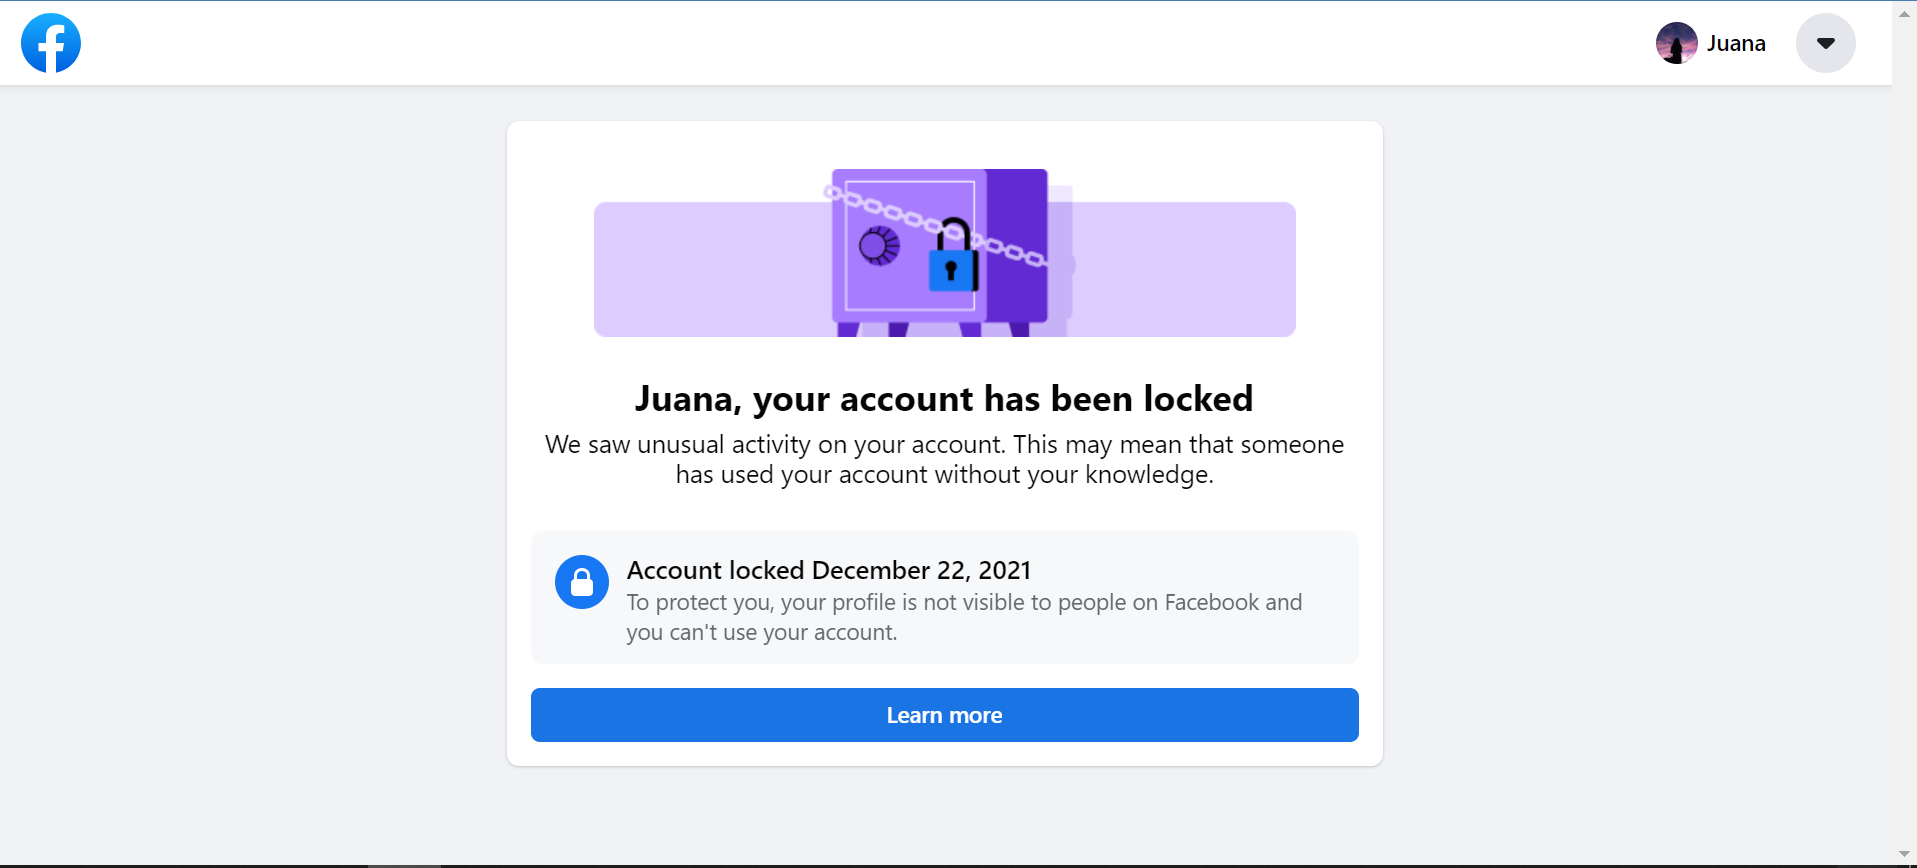 Juana
Juana, your account has been locked
We saw unusual activity on your account. This may mean that someone
has used your account without your knowledge.
Account locked December 22, 2021
To protect you, your profile is not visible to people on Facebook and
you can't use your account.
Learn more